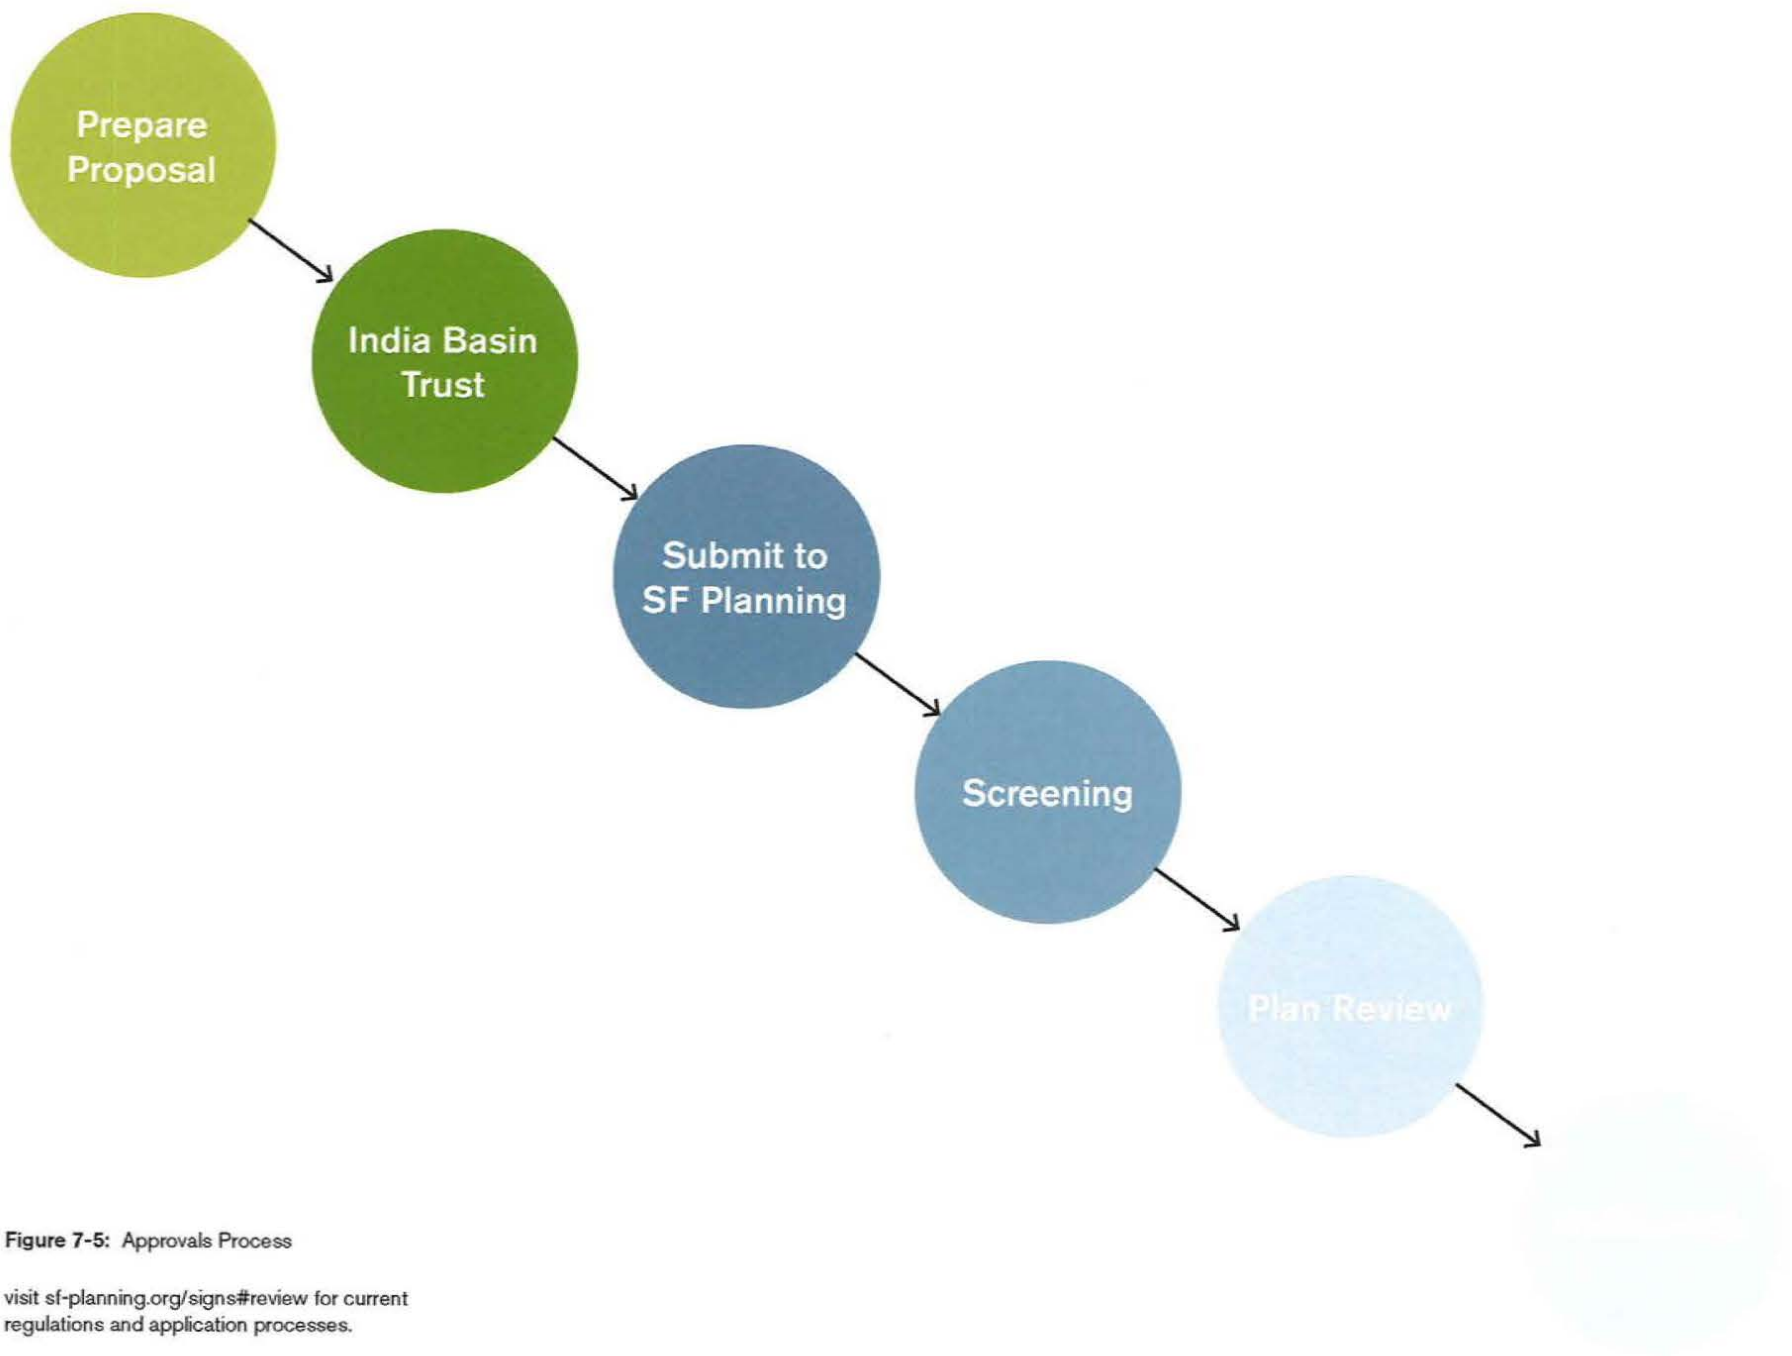 Prepare
Proposal
India Basin
Trust
Submit to
SF Planning
Screening
Plan Review
Figure 7-5: Approvals Process
visit sf-planning.org/signs#review for current
regulations and application processes.